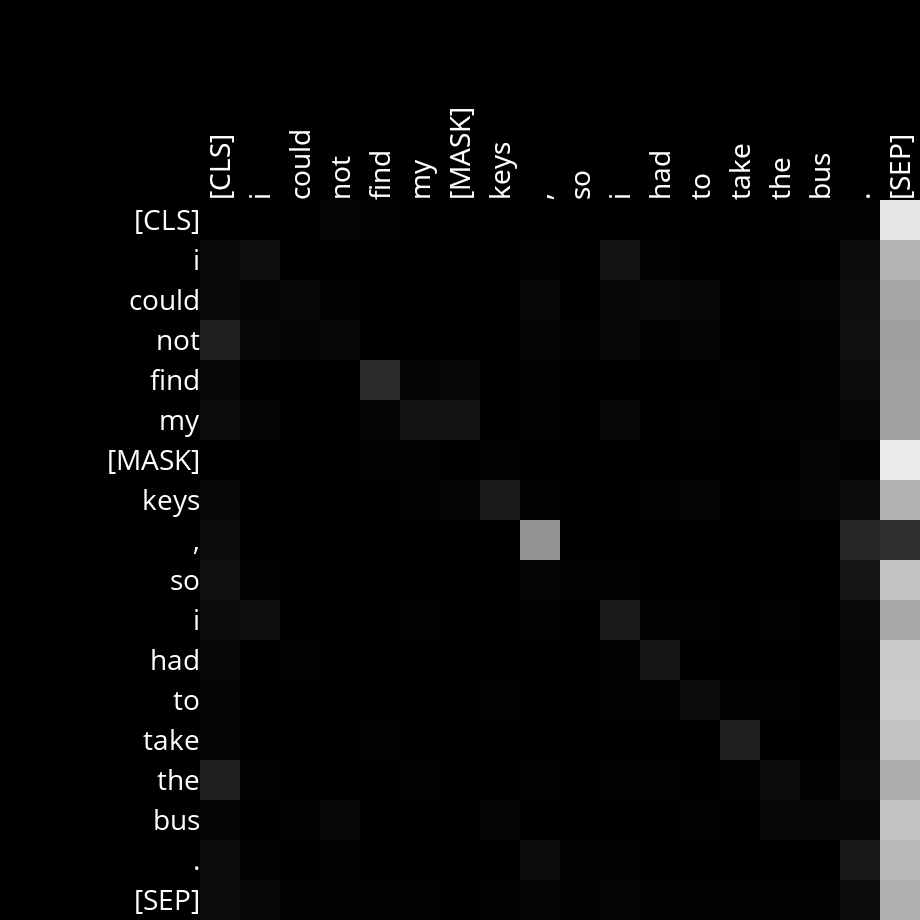 [CLS] i could not find my [MASK] keys , so i had to take the bus . [SEP]
[CLS]
i
could
not
find
my
[MASK]
keys
,
so
i
had
to
take
the
bus
.
[SEP]